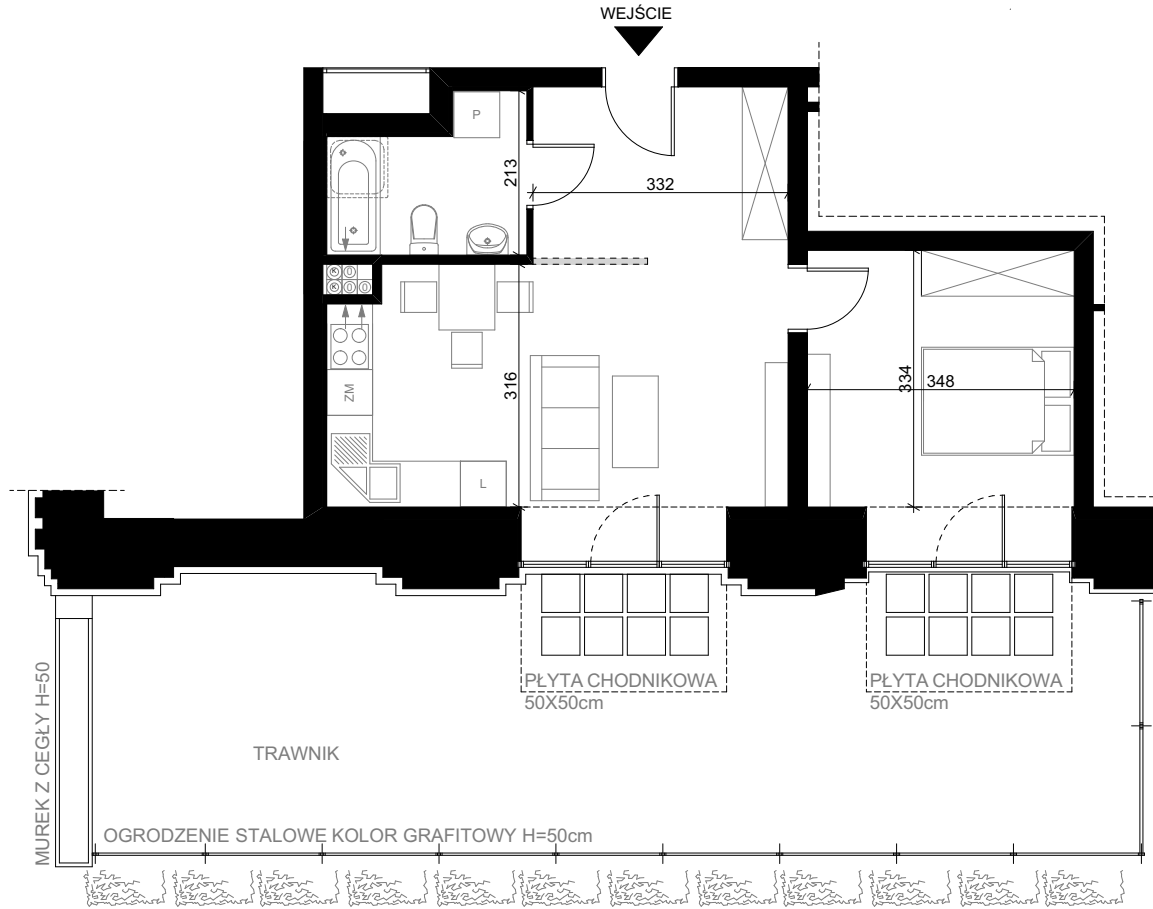 WEJŚCIE
P
213
332
316
334
348
ZM
L
K O
K O O
PŁYTA CHODNIKOWA
50X50cm
PŁYTA CHODNIKOWA
50X50cm
MUREK Z CEGŁY H=50
TRAWNIK
OGRODZENIE STALOWE KOLOR GRAFITOWY H=50cm